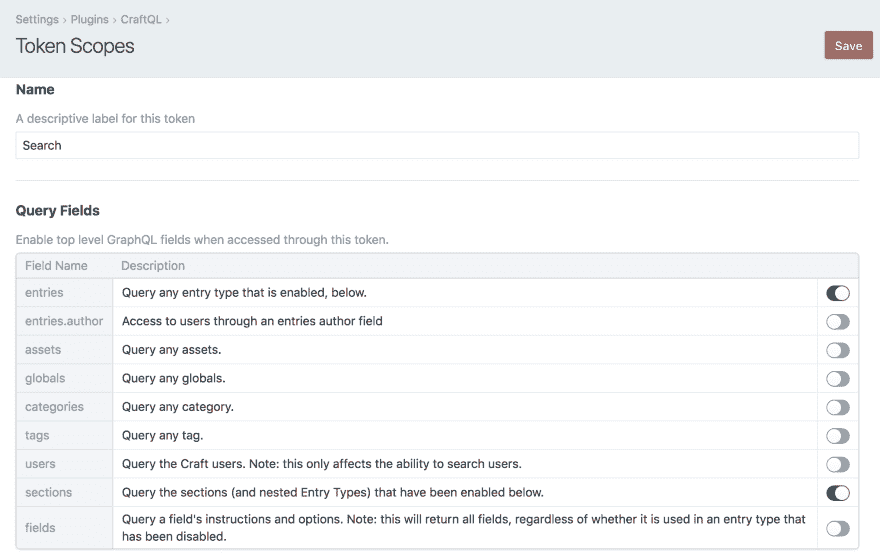 Settings › Plugins › CraftQL ›
Token Scopes
Save
Name
A descriptive label for this token
Search
Query Fields
Enable top level GraphQL fields when accessed through this token.
Field Name Description
entries Query any entry type that is enabled, below.
entries.author Access to users through an entries author field
assets Query any assets.
globals Query any globals.
categories Query any category.
tags Query any tag.
users Query the Craft users. Note: this only affects the ability to search users.
sections Query the sections (and nested Entry Types) that have been enabled below.
fields Query a field's instructions and options. Note: this will return all fields, regardless of whether it is used in an entry type that
has been disabled.